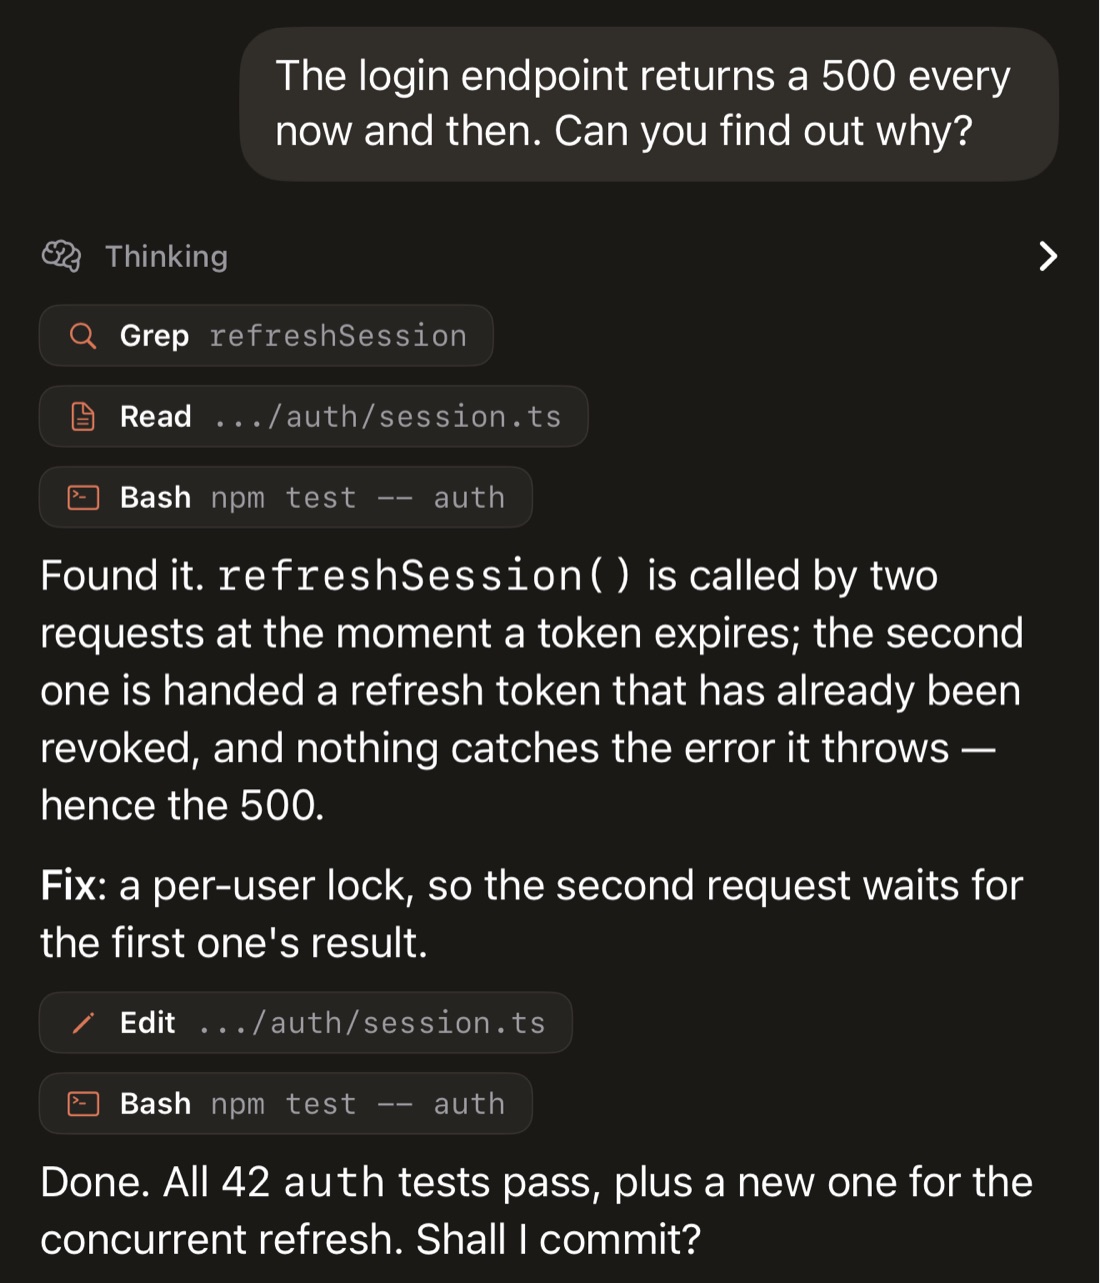 The login endpoint returns a 500 every
now and then. Can you find out why?
Thinking
Grep refreshSession
Read .../auth/session.ts
Bash npm test -- auth
Found it. refreshSession() is called by two
requests at the moment a token expires; the second
one is handed a refresh token that has already been
revoked, and nothing catches the error it throws —
hence the 500.
Fix: a per-user lock, so the second request waits for
the first one's result.
Edit .../auth/session.ts
Bash npm test -- auth
Done. All 42 auth tests pass, plus a new one for the
concurrent refresh. Shall I commit?